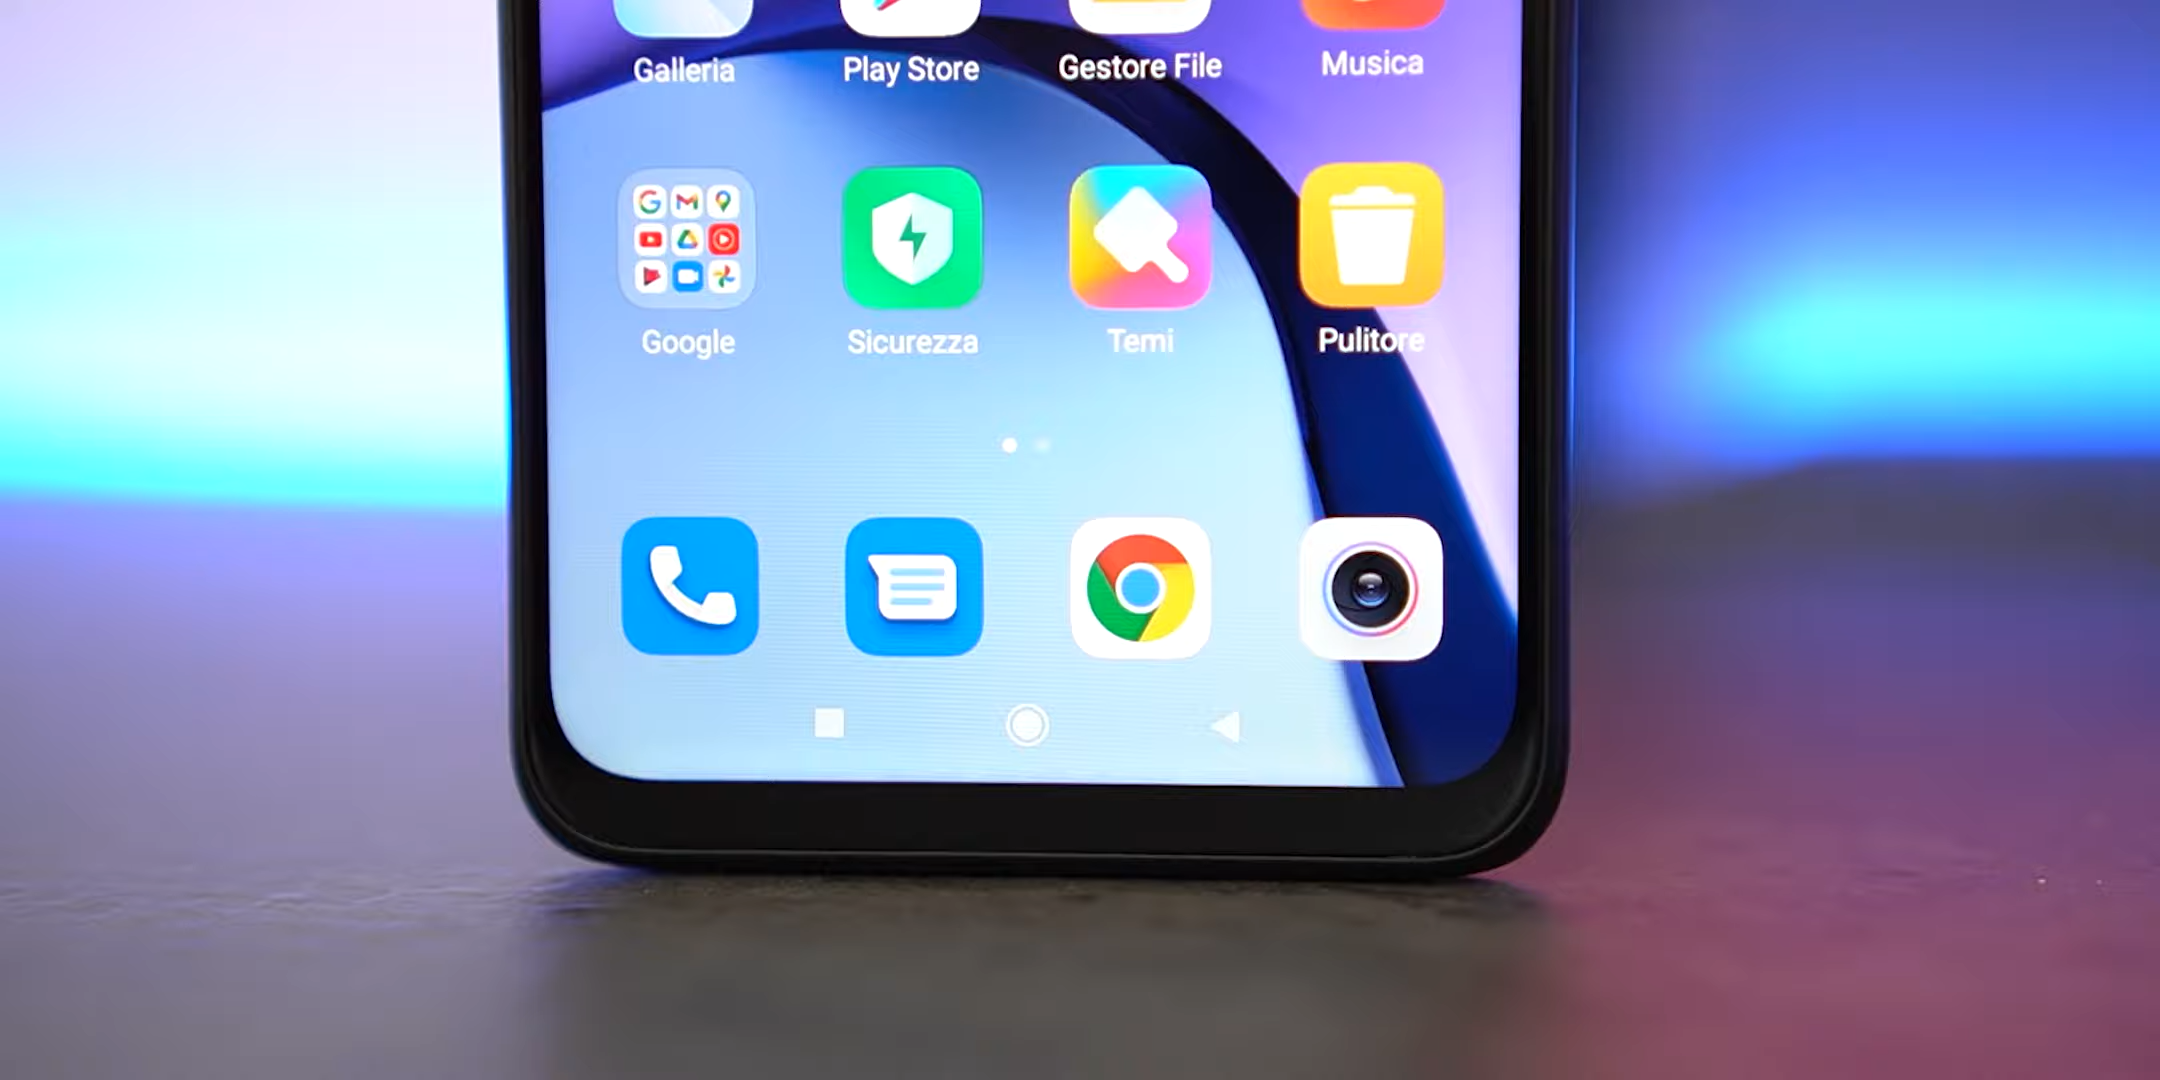 Galleria
Play Store
Gestore File
Musica
Google
Sicurezza
Temi
Pulitore